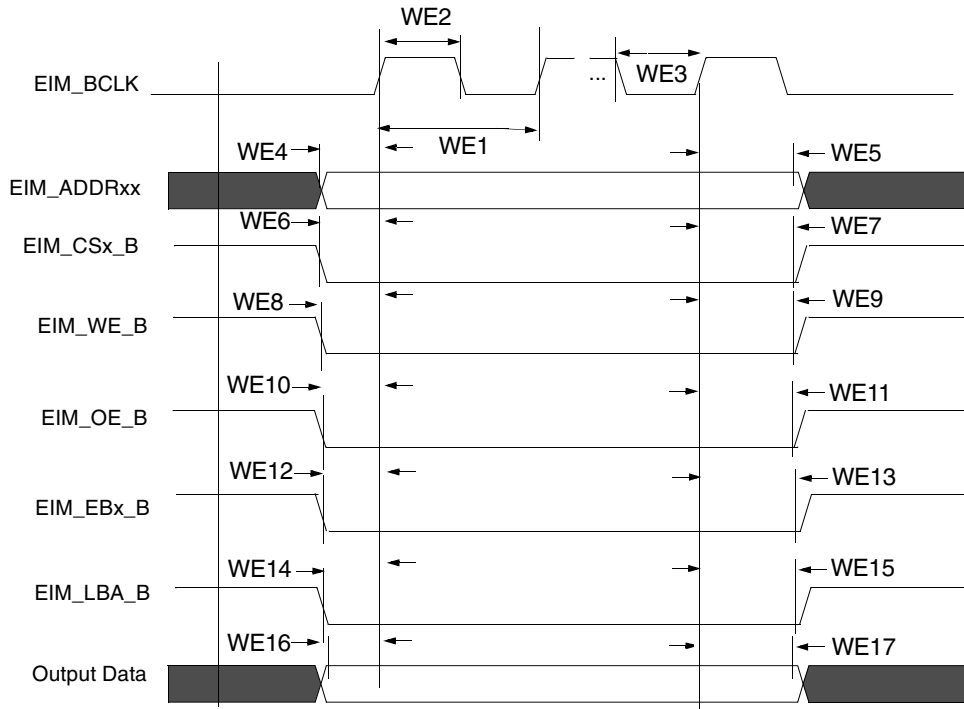 WE2
EIM_BCLK
...
WE3
WE1
WE4
WE5
EIM_ADDRxx
WE6
WE7
EIM_CSx_B
WE8
WE9
EIM_WE_B
WE10
WE11
EIM_OE_B
WE12
WE13
EIM_EBx_B
WE14
WE15
EIM_LBA_B
WE16
WE17
Output Data